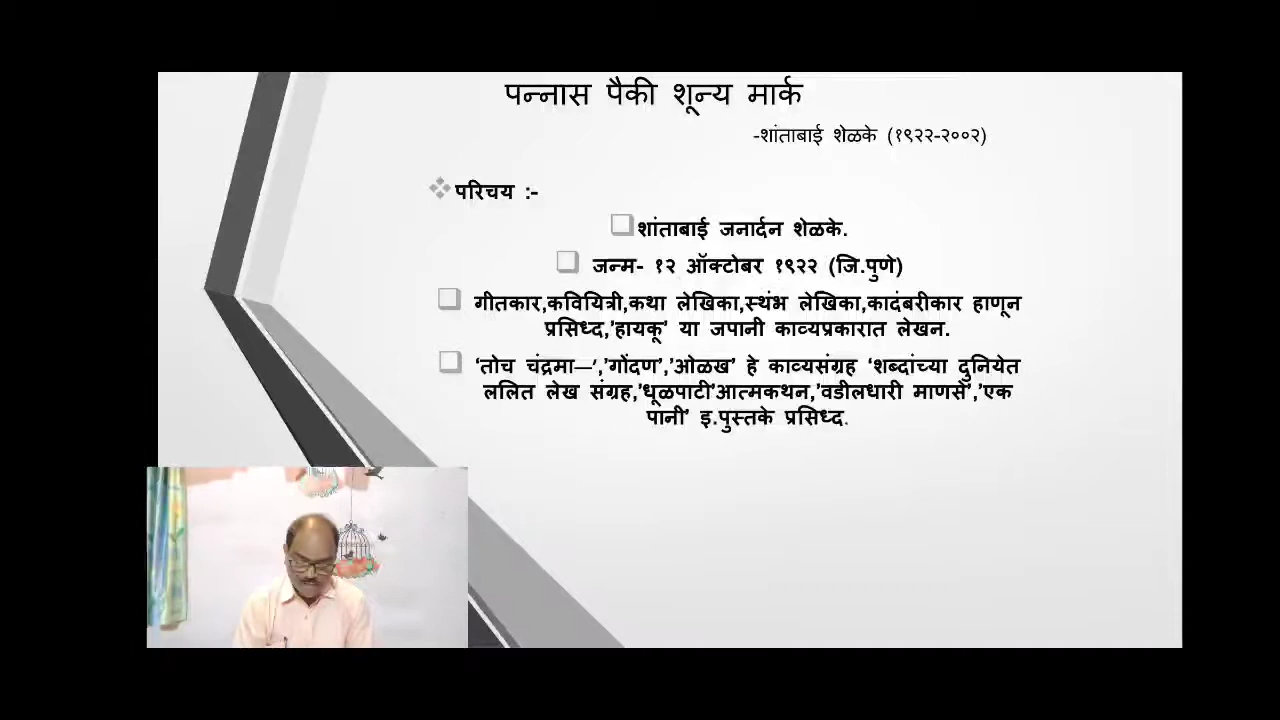 पन्नास पैकी शून्य मार्क
-शांताबाई शेळके (१९२२-२००२)
परिचय :-
शांताबाई जनार्दन शेळके.
जन्म- १२ ऑक्टोबर १९२२ (जि.पुणे)
गीतकार,कवियित्री,कथा लेखिका,स्थंभ लेखिका,कादंबरीकार हाणून
प्रसिध्द,’हायकू’ या जपानी काव्यप्रकारात लेखन.
‘तोच चंद्रमा—‘,’गोंदण’,’ओळख’ हे काव्यसंग्रह ‘शब्दांच्या दुनियेत
ललित लेख संग्रह,’धूळपाटी’आत्मकथन,’वडीलधारी माणसे’,’एक
पानी’ इ.पुस्तके प्रसिध्द.